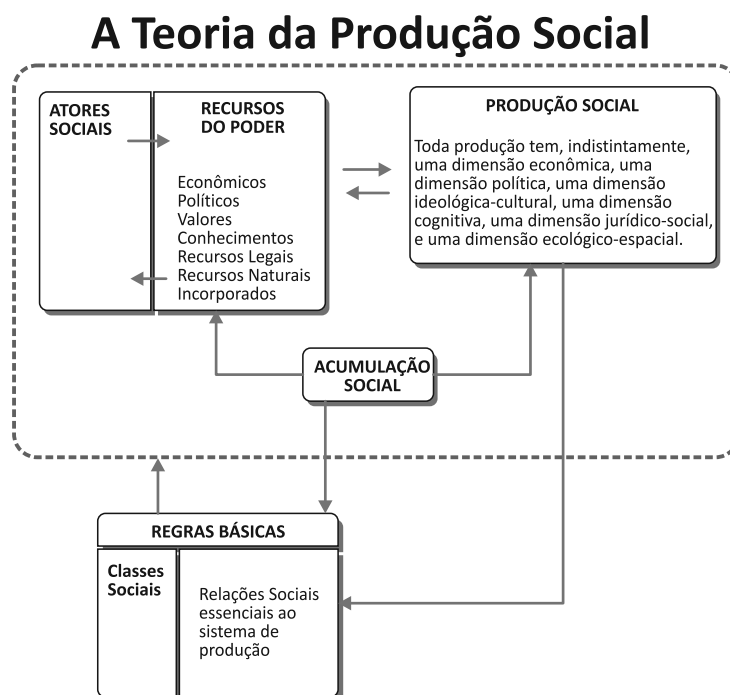 A Teoria da Produção Social
ATORES
SOCIAIS
RECURSOS
DO PODER
Econômicos
Políticos
Valores
Conhecimentos
Recursos Legais
Recursos Naturais
Incorporados
PRODUÇÃO SOCIAL
Toda produção tem, indistintamente,
uma dimensão econômica, uma
dimensão política, uma dimensão
ideológica-cultural, uma dimensão
cognitiva, uma dimensão jurídico-social,
e uma dimensão ecológico-espacial.
ACUMULAÇÃO
SOCIAL
REGRAS BÁSICAS
Classes
Sociais
Relações Sociais
essenciais ao
sistema de
produção